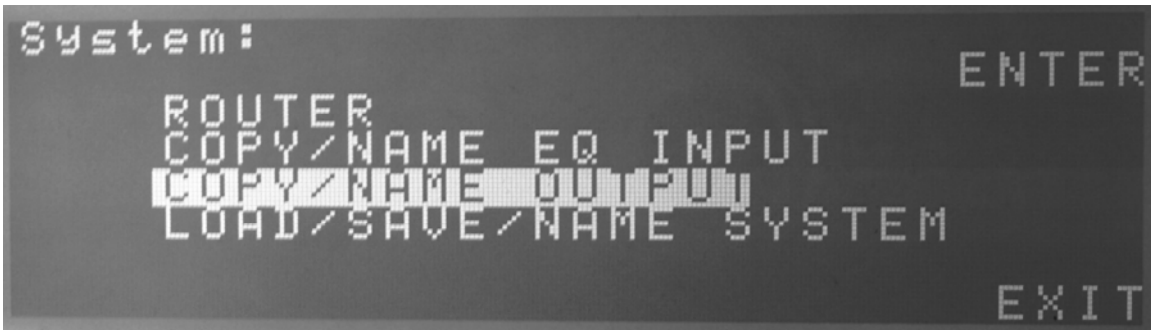 System:
ENTER
ROUTER
COPY/NAME EQ INPUT
COPY/NAME OUTPUT
LOAD/SAVE/NAME SYSTEM
EXIT